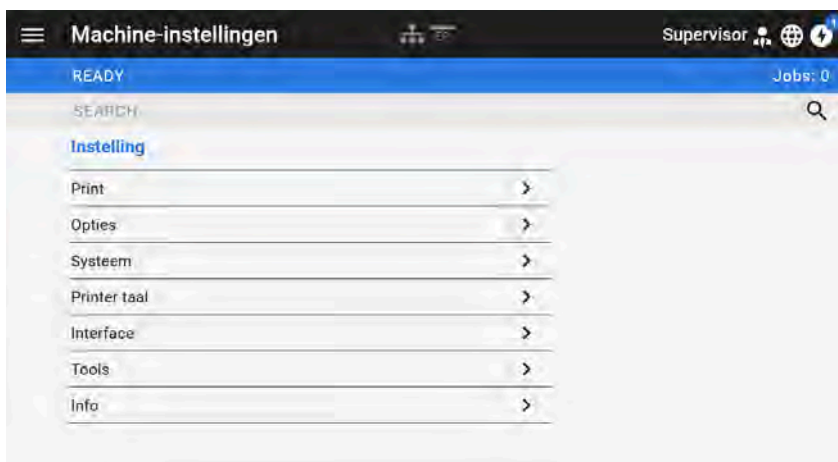 Machine-instellingen
Supervisor
READY
Jobs: 0
SEARCH
Instelling
Print
Opties
Systeem
Printer taal
Interface
Tools
Info